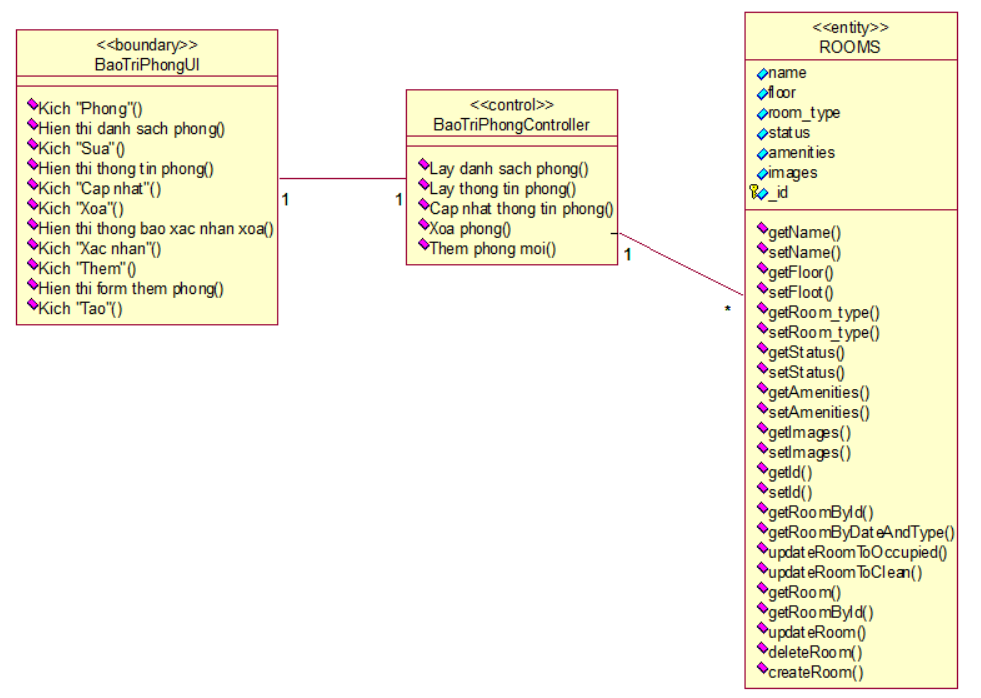 <<boundary>>
BaoTriPhongUI
Kich "Phong"()
Hien thi danh sach phong()
Kich "Sua"()
Hien thi thong tin phong()
Kich "Cap nhat"()
Kich "Xoa"()
Hien thi thong bao xac nhan xoa()
Kich "Xac nhan"()
Kich "Them"()
Hien thi form them phong()
Kich "Tao"()
1
1
<<control>>
BaoTriPhongController
Lay danh sach phong()
Lay thong tin phong()
Cap nhat thong tin phong()
Xoa phong()
Them phong moi()
1
*
<<entity>>
ROOMS
name
floor
room_type
status
amenities
images
_id
getName()
setName()
getFloor()
setFloot()
getRoom_type()
setRoom_type()
getStatus()
setStatus()
getAmenities()
setAmenities()
getImages()
setImages()
getId()
setId()
getRoomById()
getRoomByDateAndType()
updateRoomToOccupied()
updateRoomToClean()
getRoom()
getRoomById()
updateRoom()
deleteRoom()
createRoom()